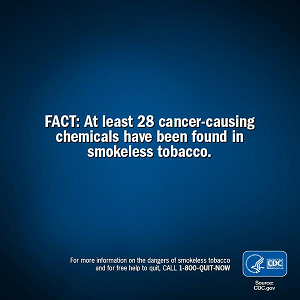 FACT: At least 28 cancer-causing
chemicals have been found in
smokeless tobacco.
For more information on the dangers of smokeless tobacco
and for free help to quit, CALL 1-800-QUIT-NOW
CDC
Source:
CDC.gov